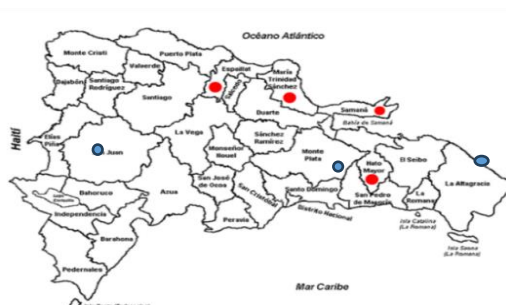 Océano Atlántico
Monte Cristi
Puerto Plata
Valverde
Espaillat
María
Trinidad
Sánchez
Dajabón
Santiago
Rodríguez
Santiago
Duarte
Samaná
Bahía de Samaná
Haití
Elías
Piña
Juan
La Vega
Sánchez
Ramírez
Monseñor
Nouel
Monte
Plata
Hato
Mayor
El Seibo
La Altagracia
Bahoruco
Azua
San José
de Ocoa
San Cristóbal
Santo Domingo
San Pedro
de Macorís
La
Romana
Independencia
Peravia
Distrito Nacional
Isla Catalina
(La Romana)
Barahona
Isla Saona
(La Romana)
Pedernales
Mar Caribe